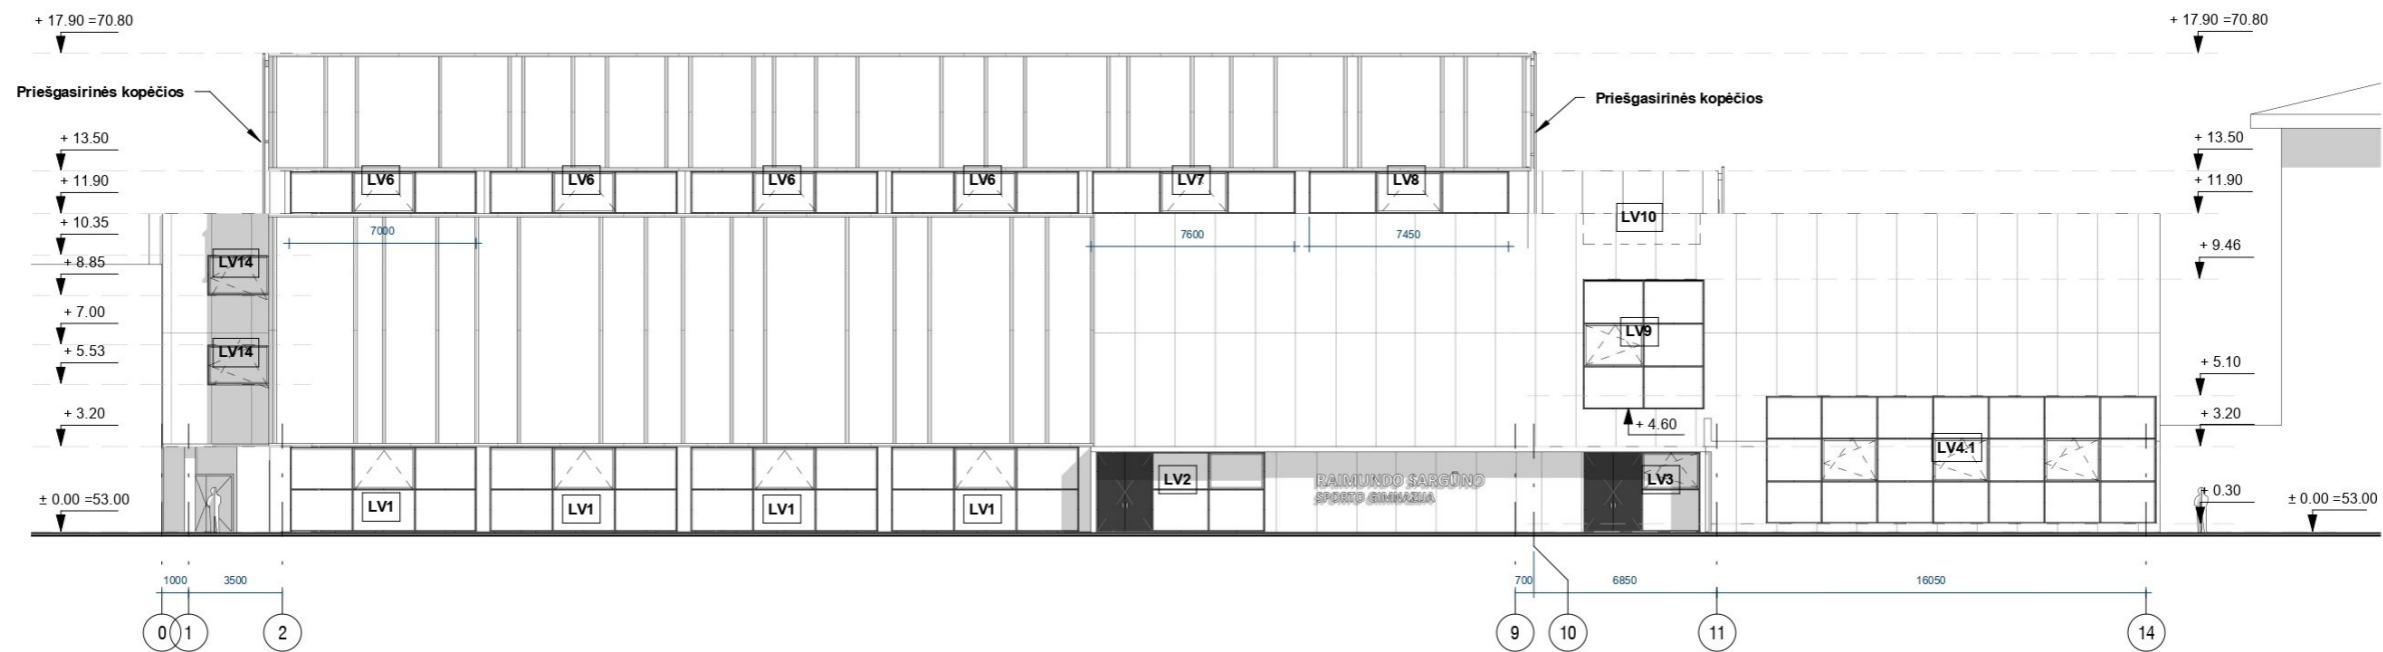 + 17.90 =70.80
+ 17.90 =70.80
Priešgasirinės kopėčios
Priešgasirinės kopėčios
+ 13.50
+ 13.50
+ 11.90
LV6
LV6
LV6
LV6
LV7
LV8
+ 11.90
+ 10.35
LV10
7000
7600
7450
+ 9.46
+ 8.85
LV14
+ 7.00
LV9
+ 5.53
LV14
+ 5.10
+ 3.20
+ 4.60
+ 3.20
LV4.1
LV1
LV1
LV1
LV1
LV2
RAIMUNDO SARGŪNO
SPORTO GIMNAZIJA
LV3
± 0.00 =53.00
+ 0.30
± 0.00 =53.00
1000
3500
700
6850
16050
0
1
2
9
10
11
14